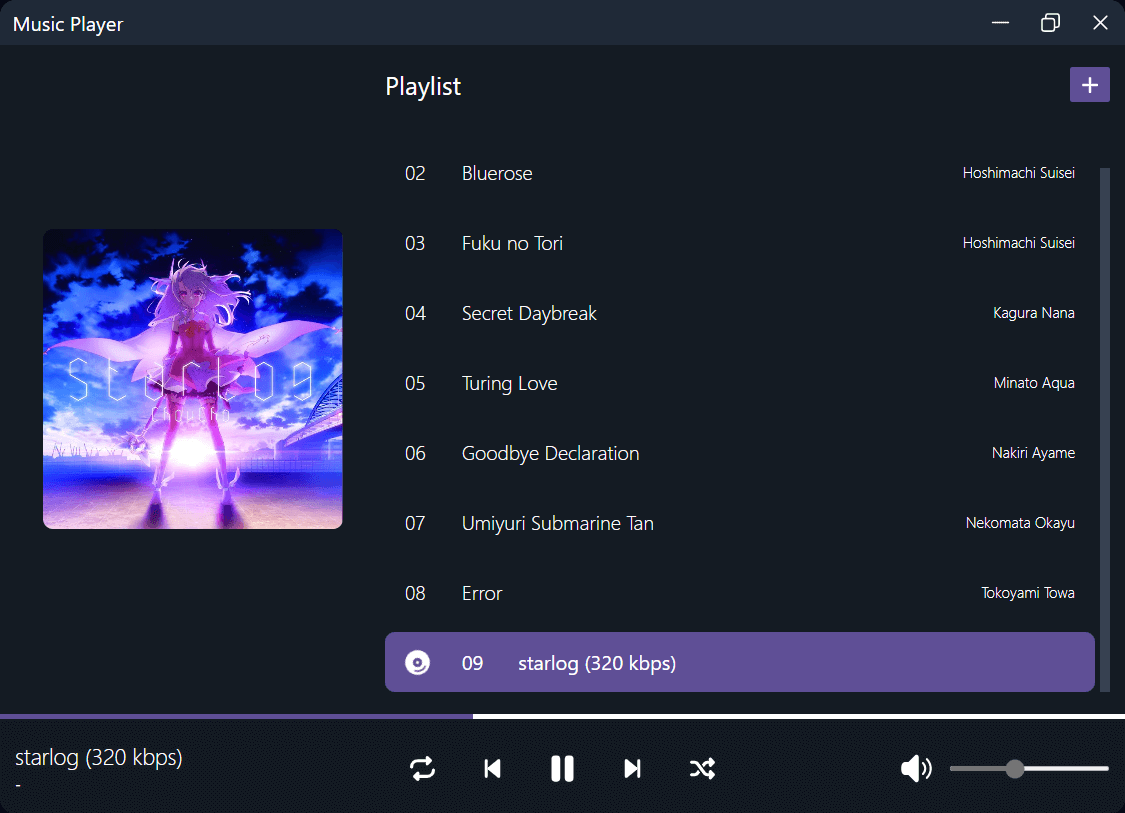 Music Player
Playlist
02 Bluerose Hoshimachi Suisei
03 Fuku no Tori Hoshimachi Suisei
04 Secret Daybreak Kagura Nana
05 Turing Love Minato Aqua
06 Goodbye Declaration Nakiri Ayame
07 Umiyuri Submarine Tan Nekomata Okayu
08 Error Tokoyami Towa
09 starlog (320 kbps)
starlog
ChouCho
starlog (320 kbps)
-